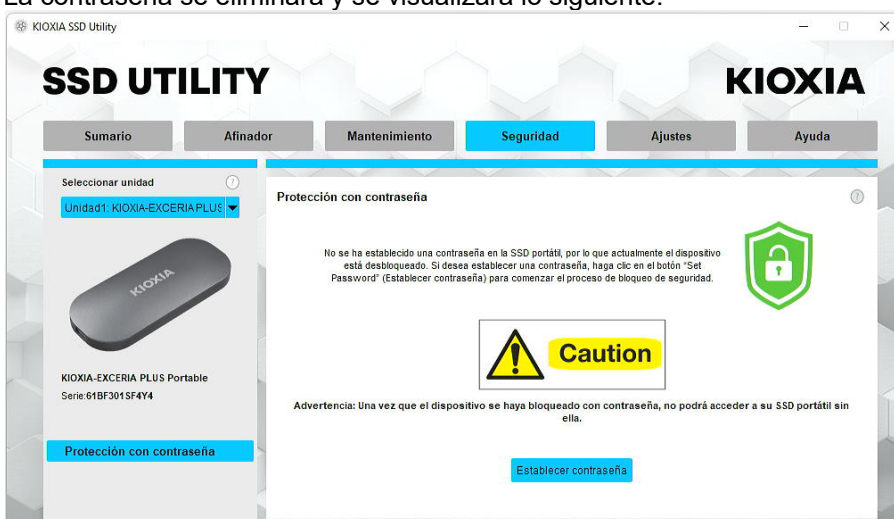 La contraseña se eliminará y se visualizará lo siguiente:
KIOXIA SSD Utility
SSD UTILITY
KIOXIA
Sumario
Afinador
Mantenimiento
Seguridad
Ajustes
Ayuda
Seleccionar unidad
?
Unidad1: KIOXIA-EXCERIA PLUS
KIOXIA
KIOXIA-EXCERIA PLUS Portable
Serie:61BF301SF4Y4
Protección con contraseña
Protección con contraseña
?
No se ha establecido una contraseña en la SSD portátil, por lo que actualmente el dispositivo
está desbloqueado. Si desea establecer una contraseña, haga clic en el botón “Set
Password” (Establecer contraseña) para comenzar el proceso de bloqueo de seguridad.
Caution
Advertencia: Una vez que el dispositivo se haya bloqueado con contraseña, no podrá acceder a su SSD portátil sin
ella.
Establecer contraseña